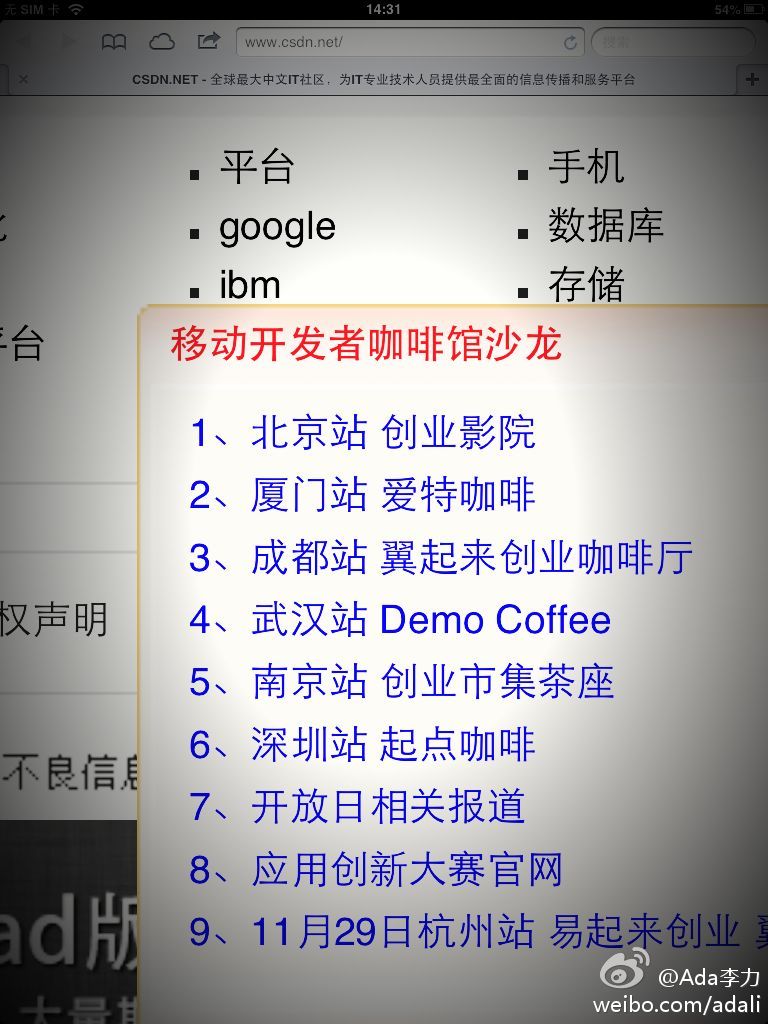 无 SIM 卡
14:31
54%
www.csdn.net/
搜索
CSDN.NET - 全球最大中文IT社区，为IT专业技术人员提供最全面的信息传播和服务平台
平台
手机
google
数据库
ibm
存储
平台
移动开发者咖啡馆沙龙
1、北京站 创业影院
2、厦门站 爱特咖啡
3、成都站 翼起来创业咖啡厅
权声明
4、武汉站 Demo Coffee
5、南京站 创业市集茶座
6、深圳站 起点咖啡
不良信息
7、开放日相关报道
8、应用创新大赛官网
ad版
9、11月29日杭州站 易起来创业 翼
大量
@Ada李力
weibo.com/adali